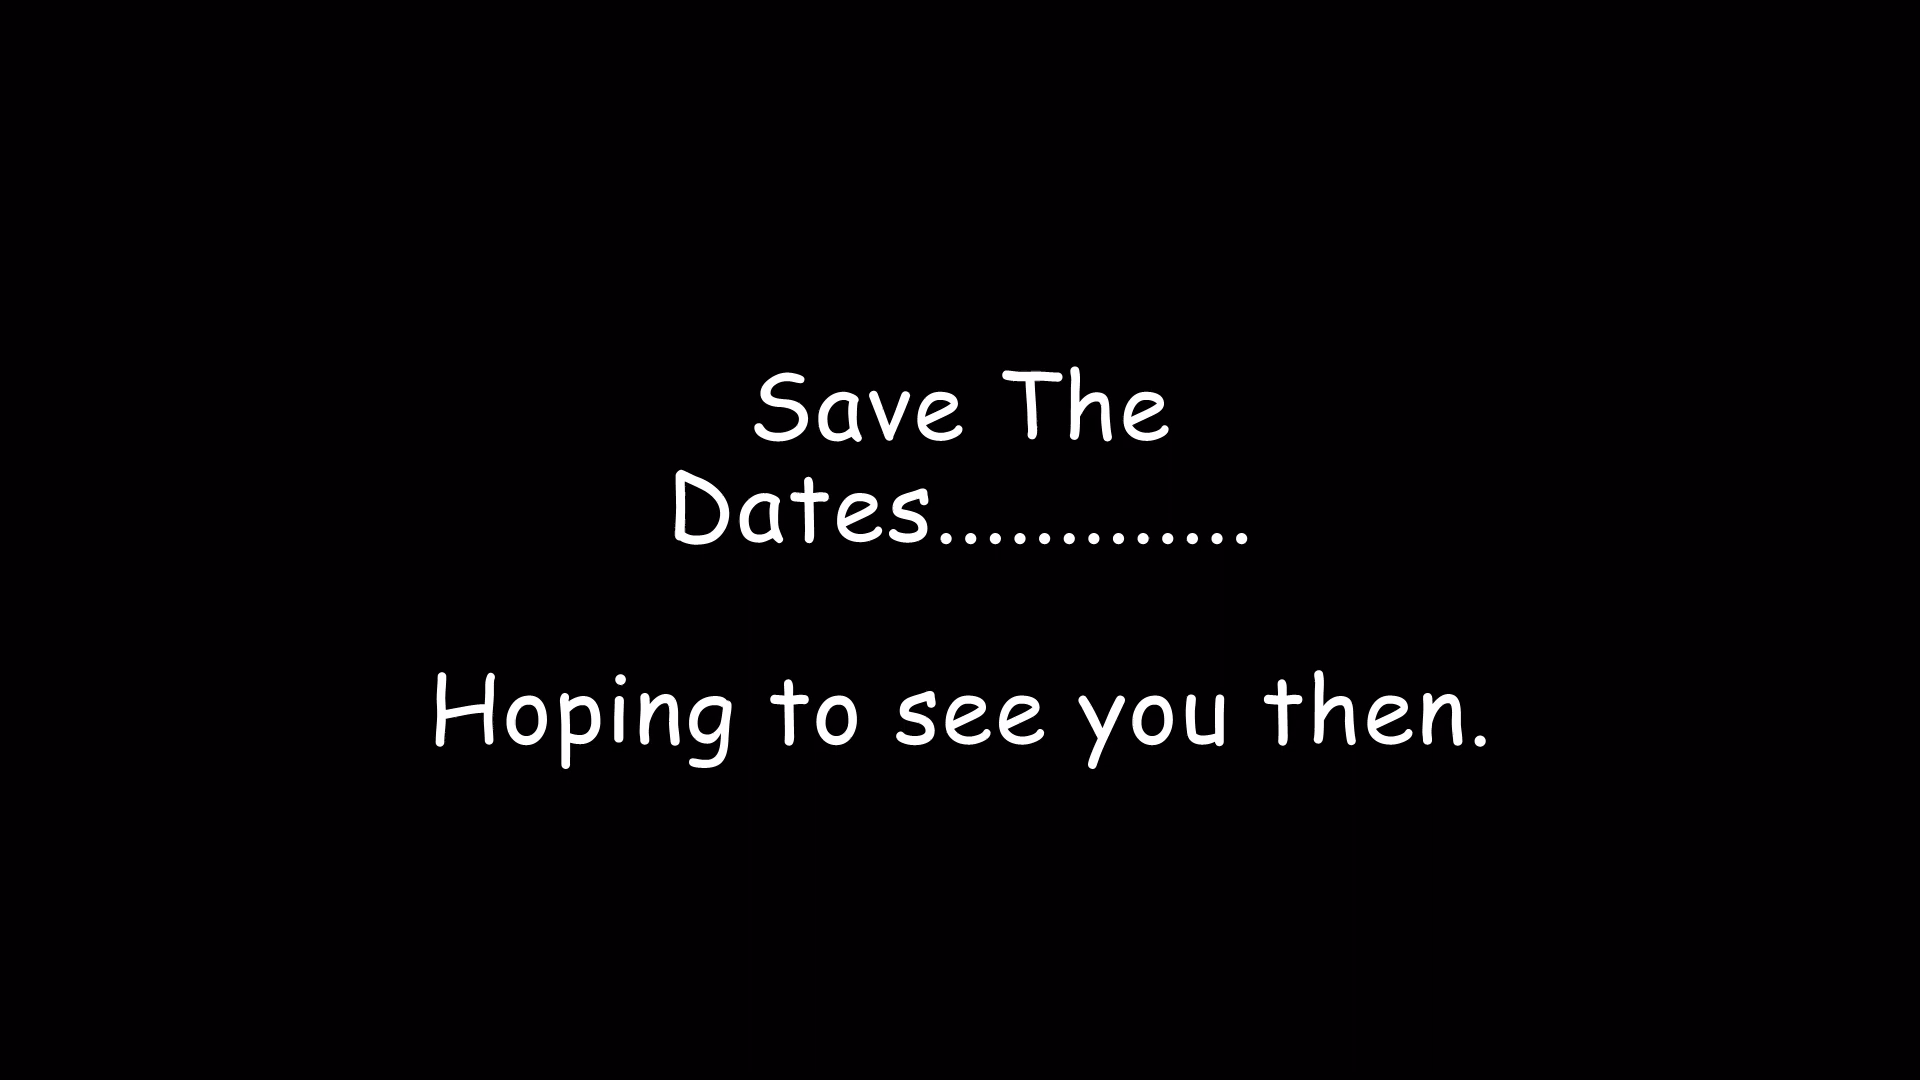 Save The
Dates.............
Hoping to see you then.